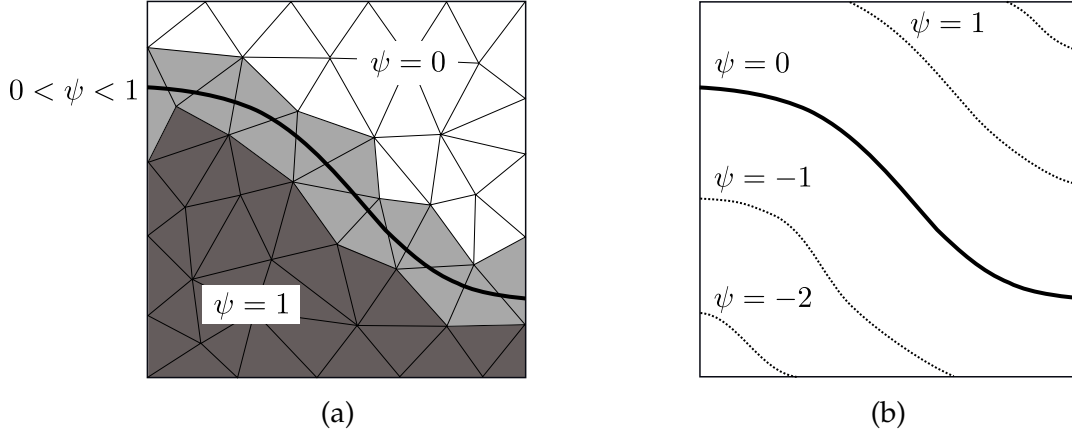 0 < ψ < 1
ψ = 0
ψ = 1
(a)
ψ = 1
ψ = 0
ψ = −1
ψ = −2
(b)